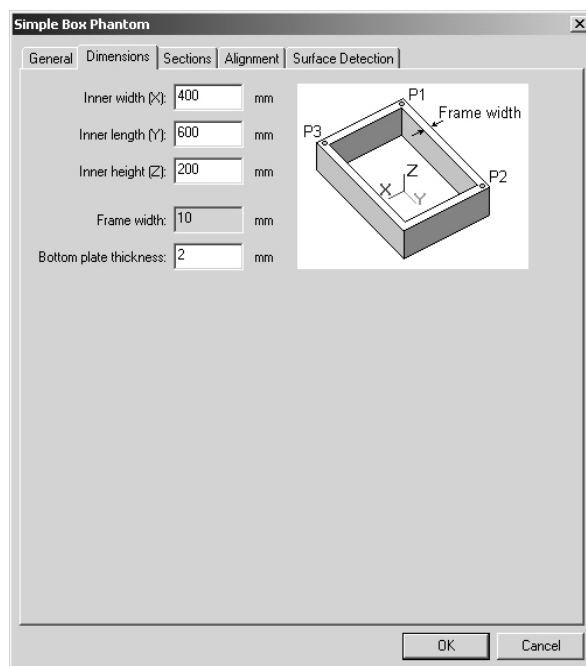 Simple Box Phantom
General Dimensions Sections Alignment Surface Detection
Inner width (X): 400 mm
Inner length (Y): 600 mm
Inner height (Z): 200 mm
Frame width: 10 mm
Bottom plate thickness: 2 mm
P1
Frame width
P3
P2
Z
X
Y
OK Cancel